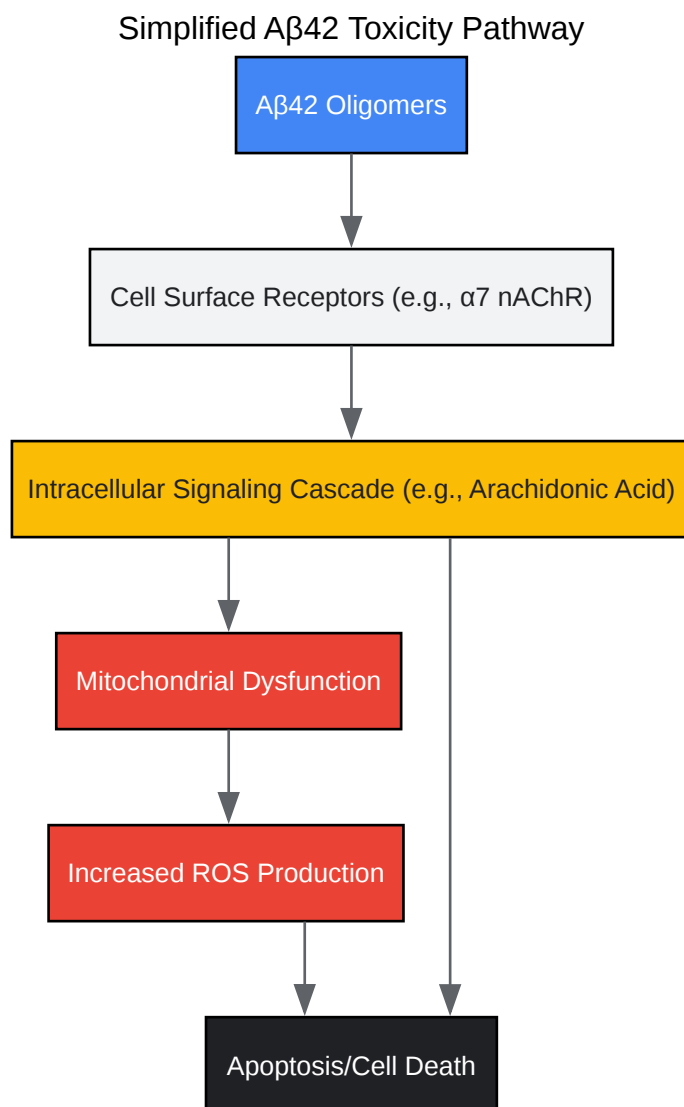 Simplified Aβ42 Toxicity Pathway
Aβ42 Oligomers
Cell Surface Receptors (e.g., α7 nAChR)
Intracellular Signaling Cascade (e.g., Arachidonic Acid)
Mitochondrial Dysfunction
Increased ROS Production
Apoptosis/Cell Death